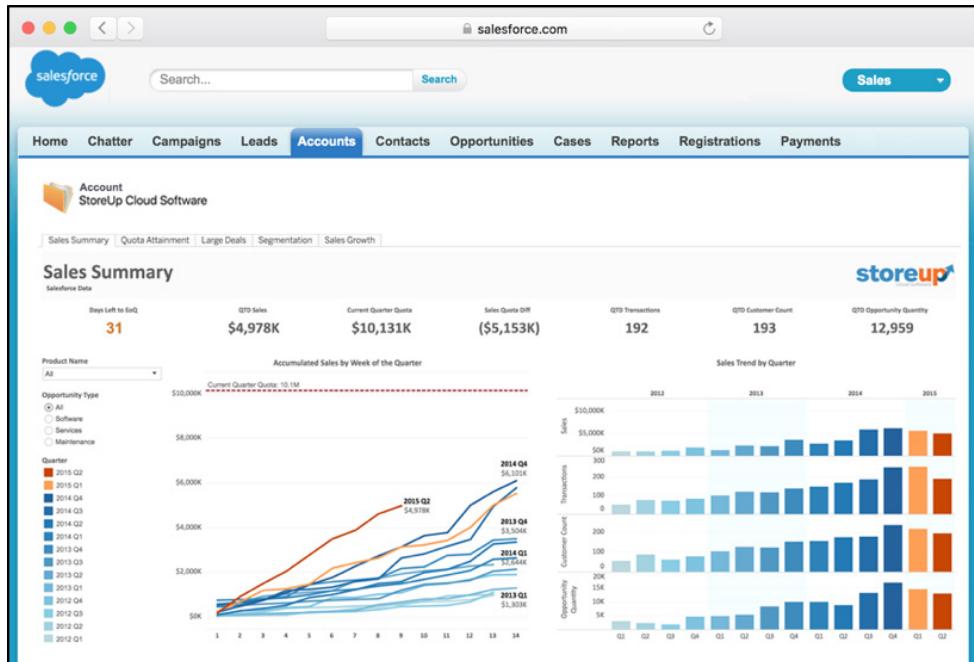 salesforce.com
salesforce
Search...
Search
Sales
Home Chatter Campaigns Leads Accounts Contacts Opportunities Cases Reports Registrations Payments
Account
StoreUp Cloud Software
Sales Summary Quota Attainment Large Deals Segmentation Sales Growth
Sales Summary
Salesforce Data
storeup
Cloud Software
Days Left to EoQ QTD Sales Current Quarter Quota Sales Quota Diff QTD Transactions QTD Customer Count QTD Opportunity Quantity
31 $4,978K $10,131K ($5,153K) 192 193 12,959
Product Name
All
Opportunity Type
All
Software
Services
Maintenance
Quarter
2015 Q2
2015 Q1
2014 Q4
2014 Q3
2014 Q2
2014 Q1
2013 Q4
2013 Q3
2013 Q2
2013 Q1
2012 Q4
2012 Q3
2012 Q2
2012 Q1
Accumulated Sales by Week of the Quarter
Current Quarter Quota: 10.1M
$10,000K
$8,000K
$6,000K
$4,000K
$2,000K
$0K
2014 Q4
$6,101K
2015 Q2
$4,978K
2013 Q4
$3,504K
2014 Q1
$2,644K
2013 Q1
$1,303K
1 2 3 4 5 6 7 8 9 10 11 12 13 14
Sales Trend by Quarter
2012 2013 2014 2015
Sales
$10,000K
$5,000K
$0K
Transactions
300
200
100
0
Customer Count
200
100
0
Opportunity
Quantity
20K
15K
10K
5K
Q1 Q2 Q3 Q4 Q1 Q2 Q3 Q4 Q1 Q2 Q3 Q4 Q1 Q2